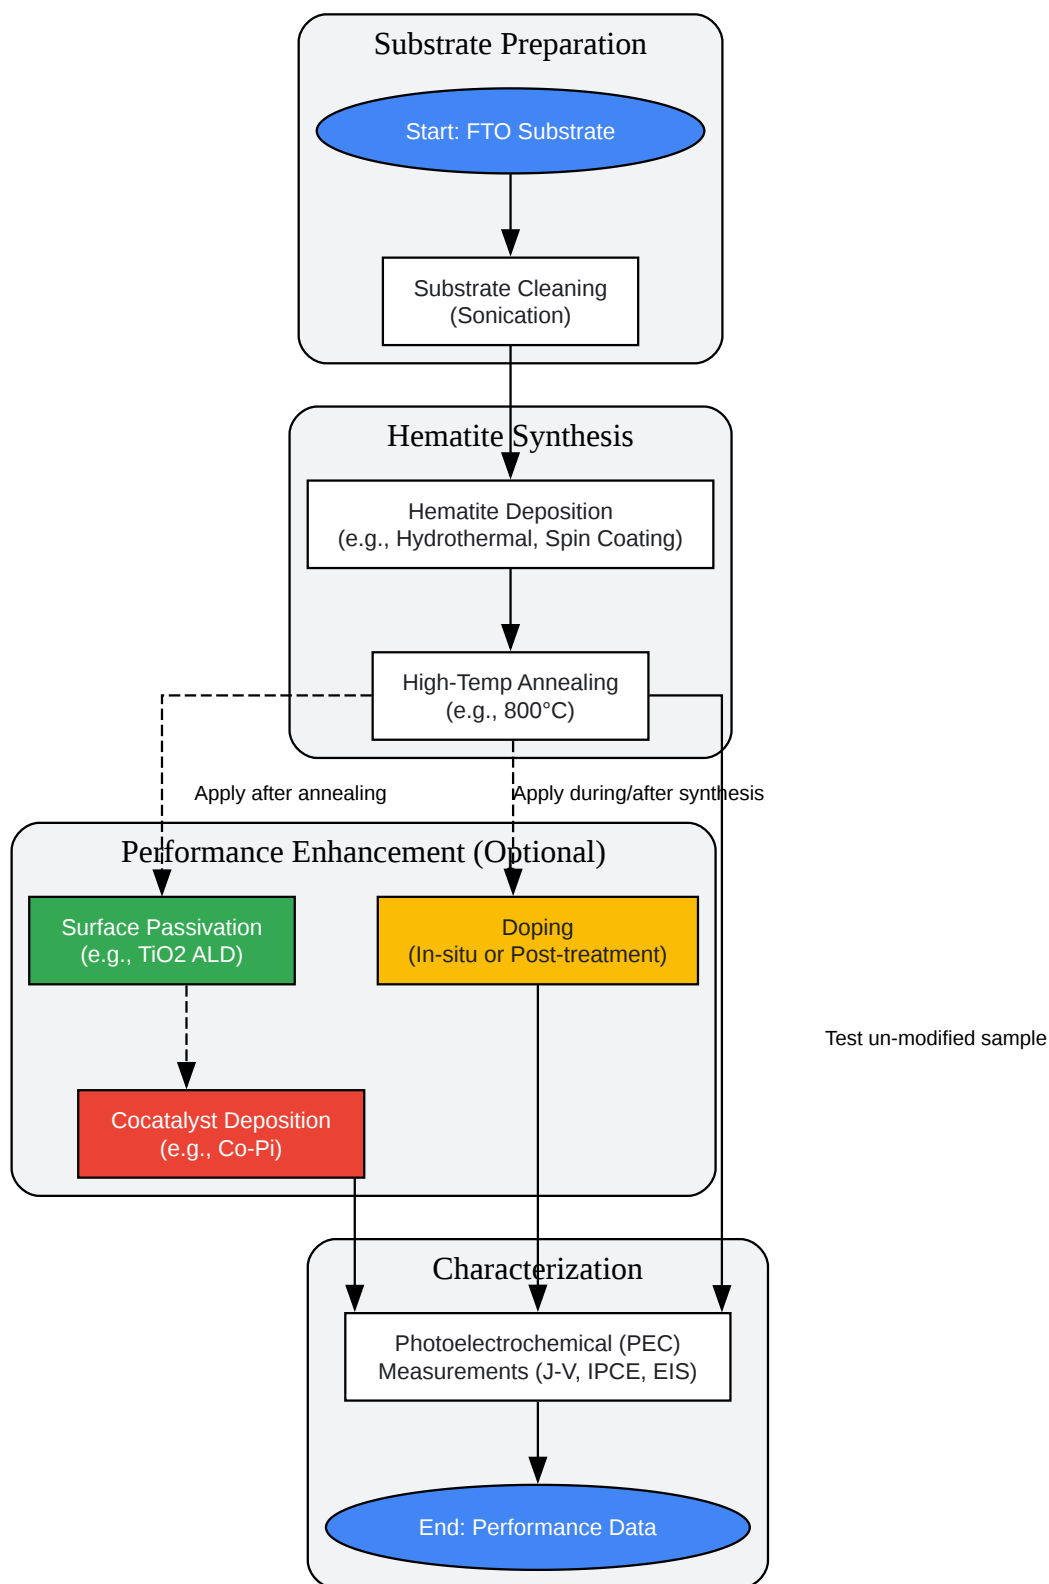 Substrate Preparation
Start: FTO Substrate
Substrate Cleaning
(Sonication)
Hematite Synthesis
Hematite Deposition
(e.g., Hydrothermal, Spin Coating)
High-Temp Annealing
(e.g., 800°C)
Apply after annealing
Apply during/after synthesis
Performance Enhancement (Optional)
Surface Passivation
(e.g., TiO2 ALD)
Doping
(In-situ or Post-treatment)
Test un-modified sample
Cocatalyst Deposition
(e.g., Co-Pi)
Characterization
Photoelectrochemical (PEC)
Measurements (J-V, IPCE, EIS)
End: Performance Data